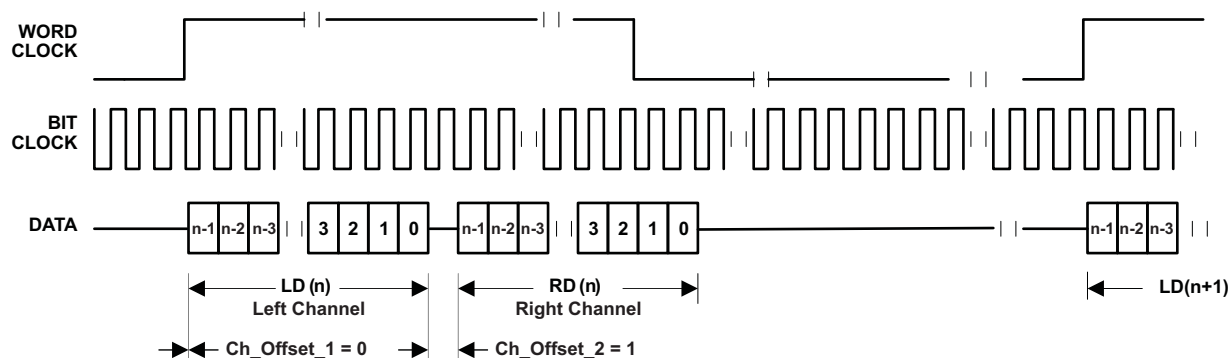 WORD
CLOCK
BIT
CLOCK
DATA
n-1 n-2 n-3 3 2 1 0 n-1 n-2 n-3 3 2 1 0 n-1 n-2 n-3
LD (n) RD (n) LD(n+1)
Left Channel Right Channel
Ch_Offset_1 = 0 Ch_Offset_2 = 1